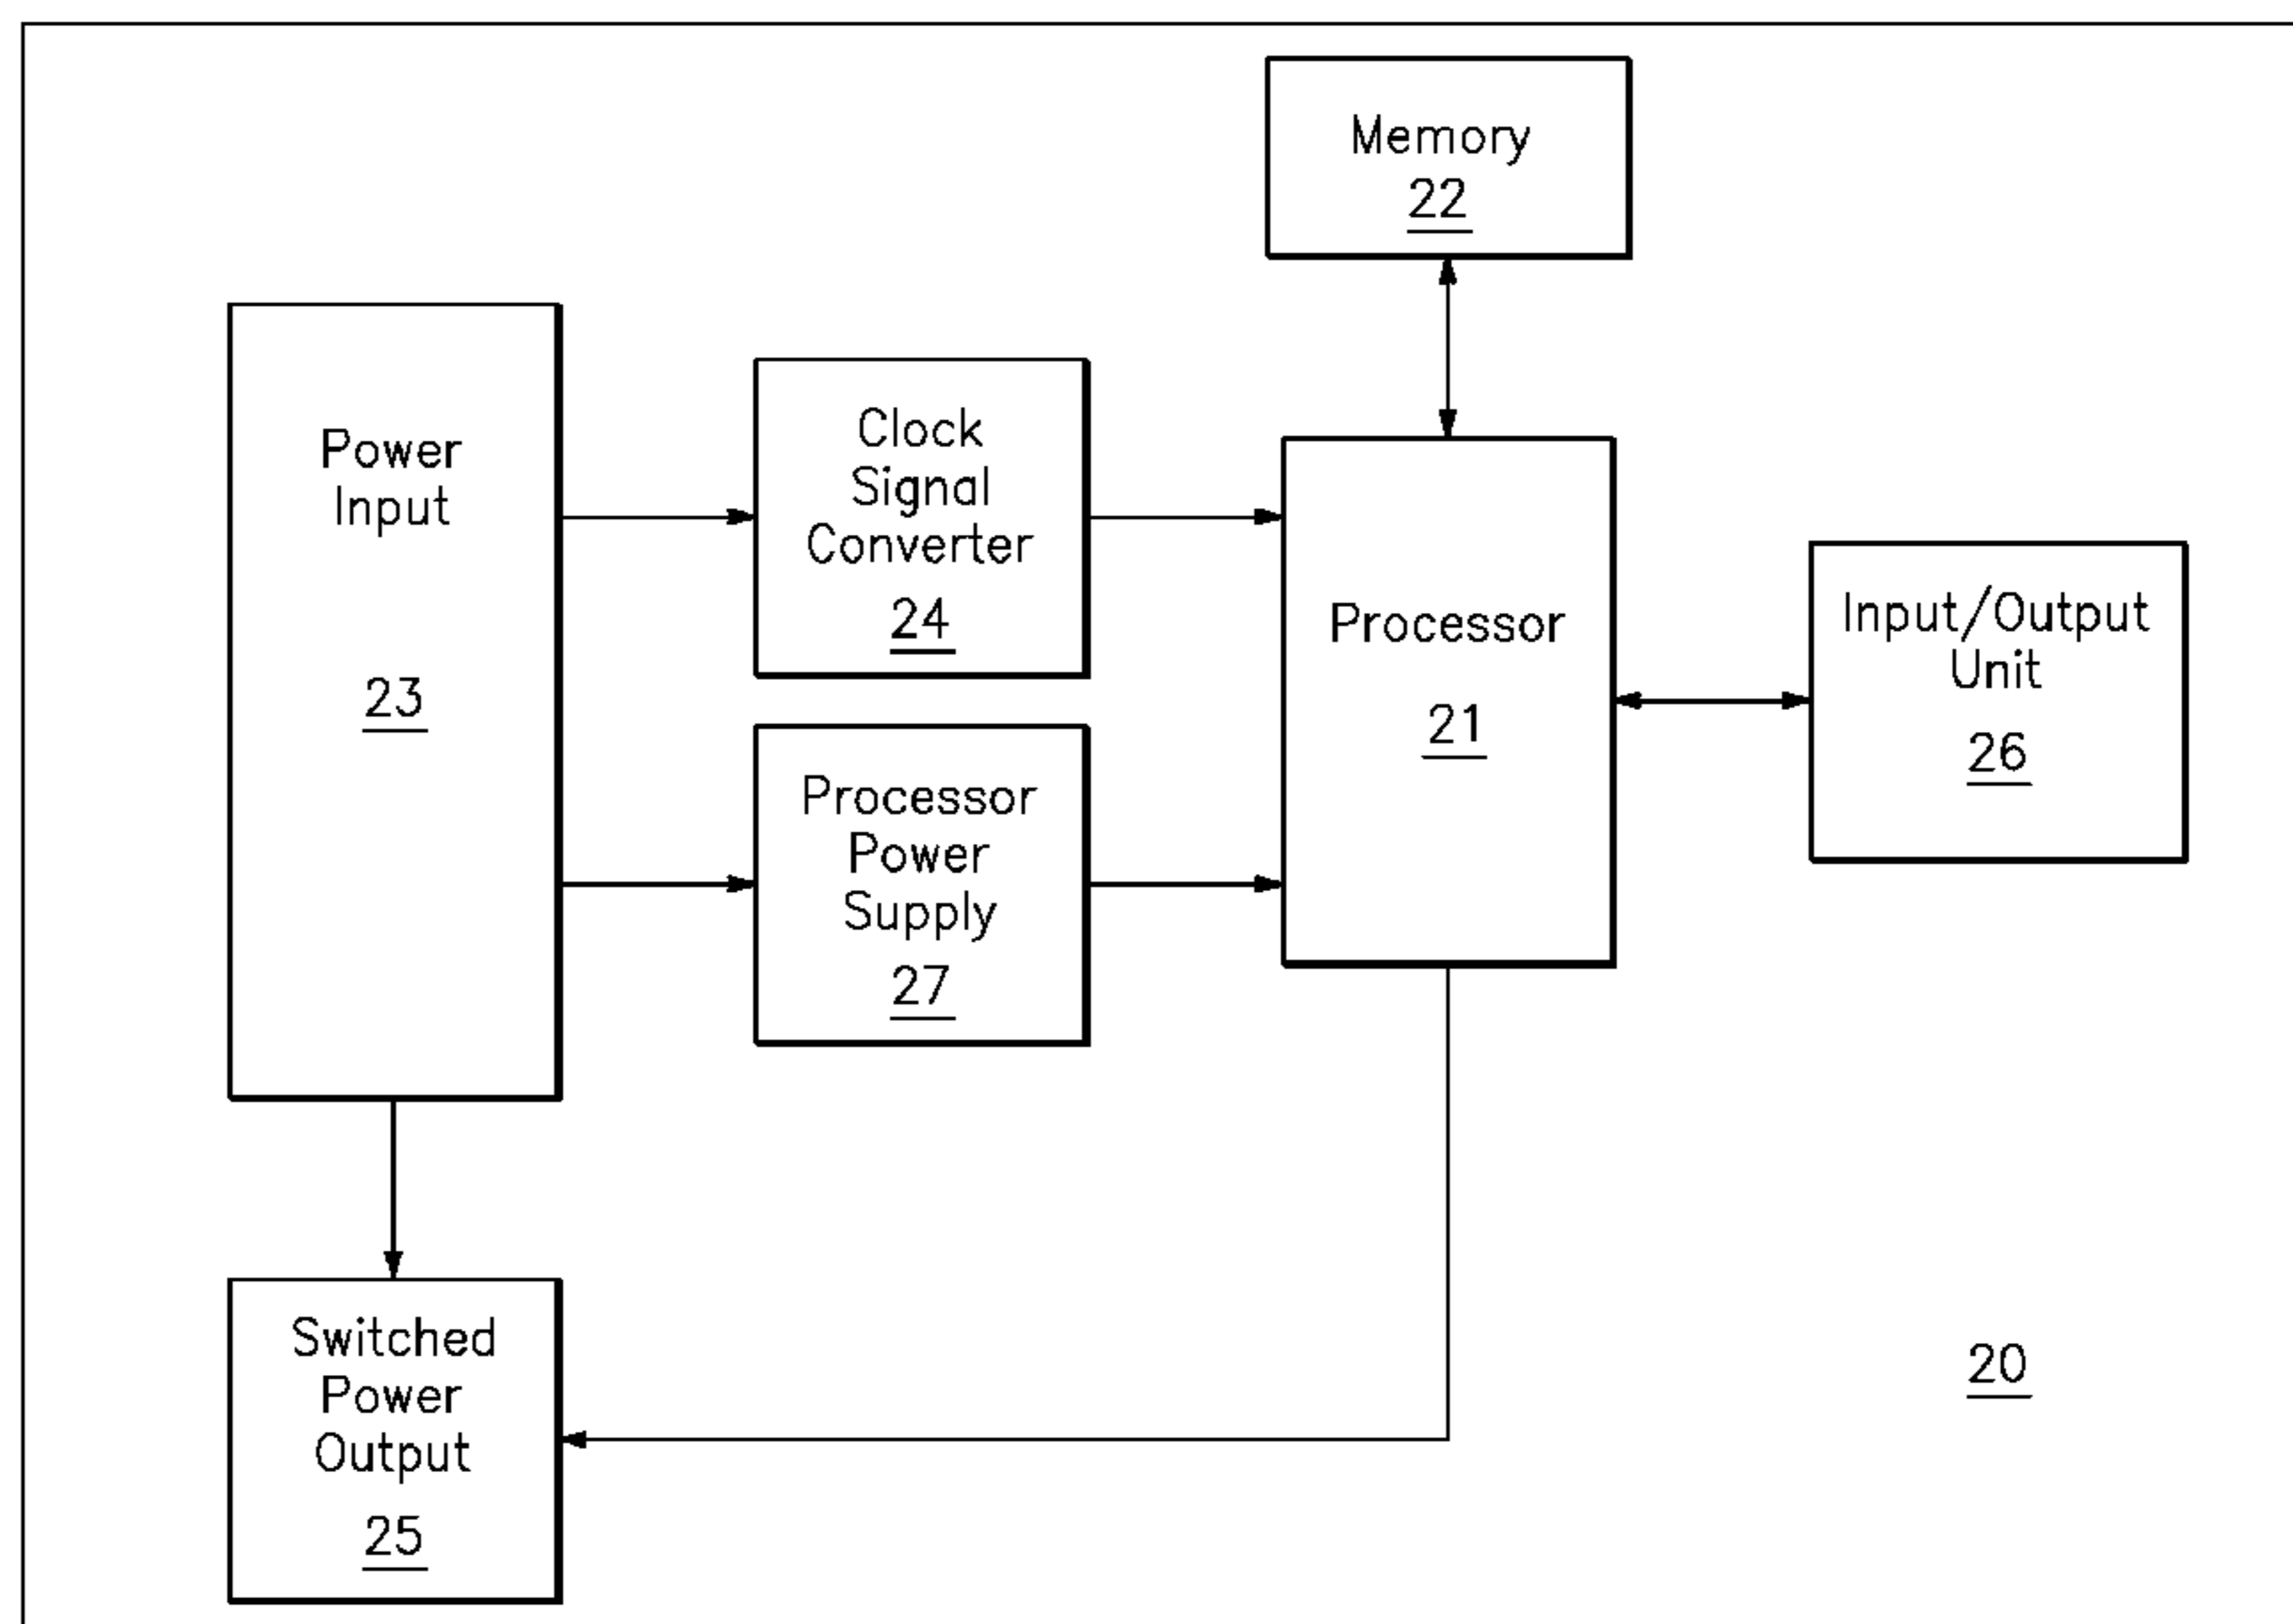 Memory
22
Power
Input
23
Clock
Signal
Converter
24
Processor
21
Input/Output
Unit
26
Processor
Power
Supply
27
Switched
Power
Output
25
20